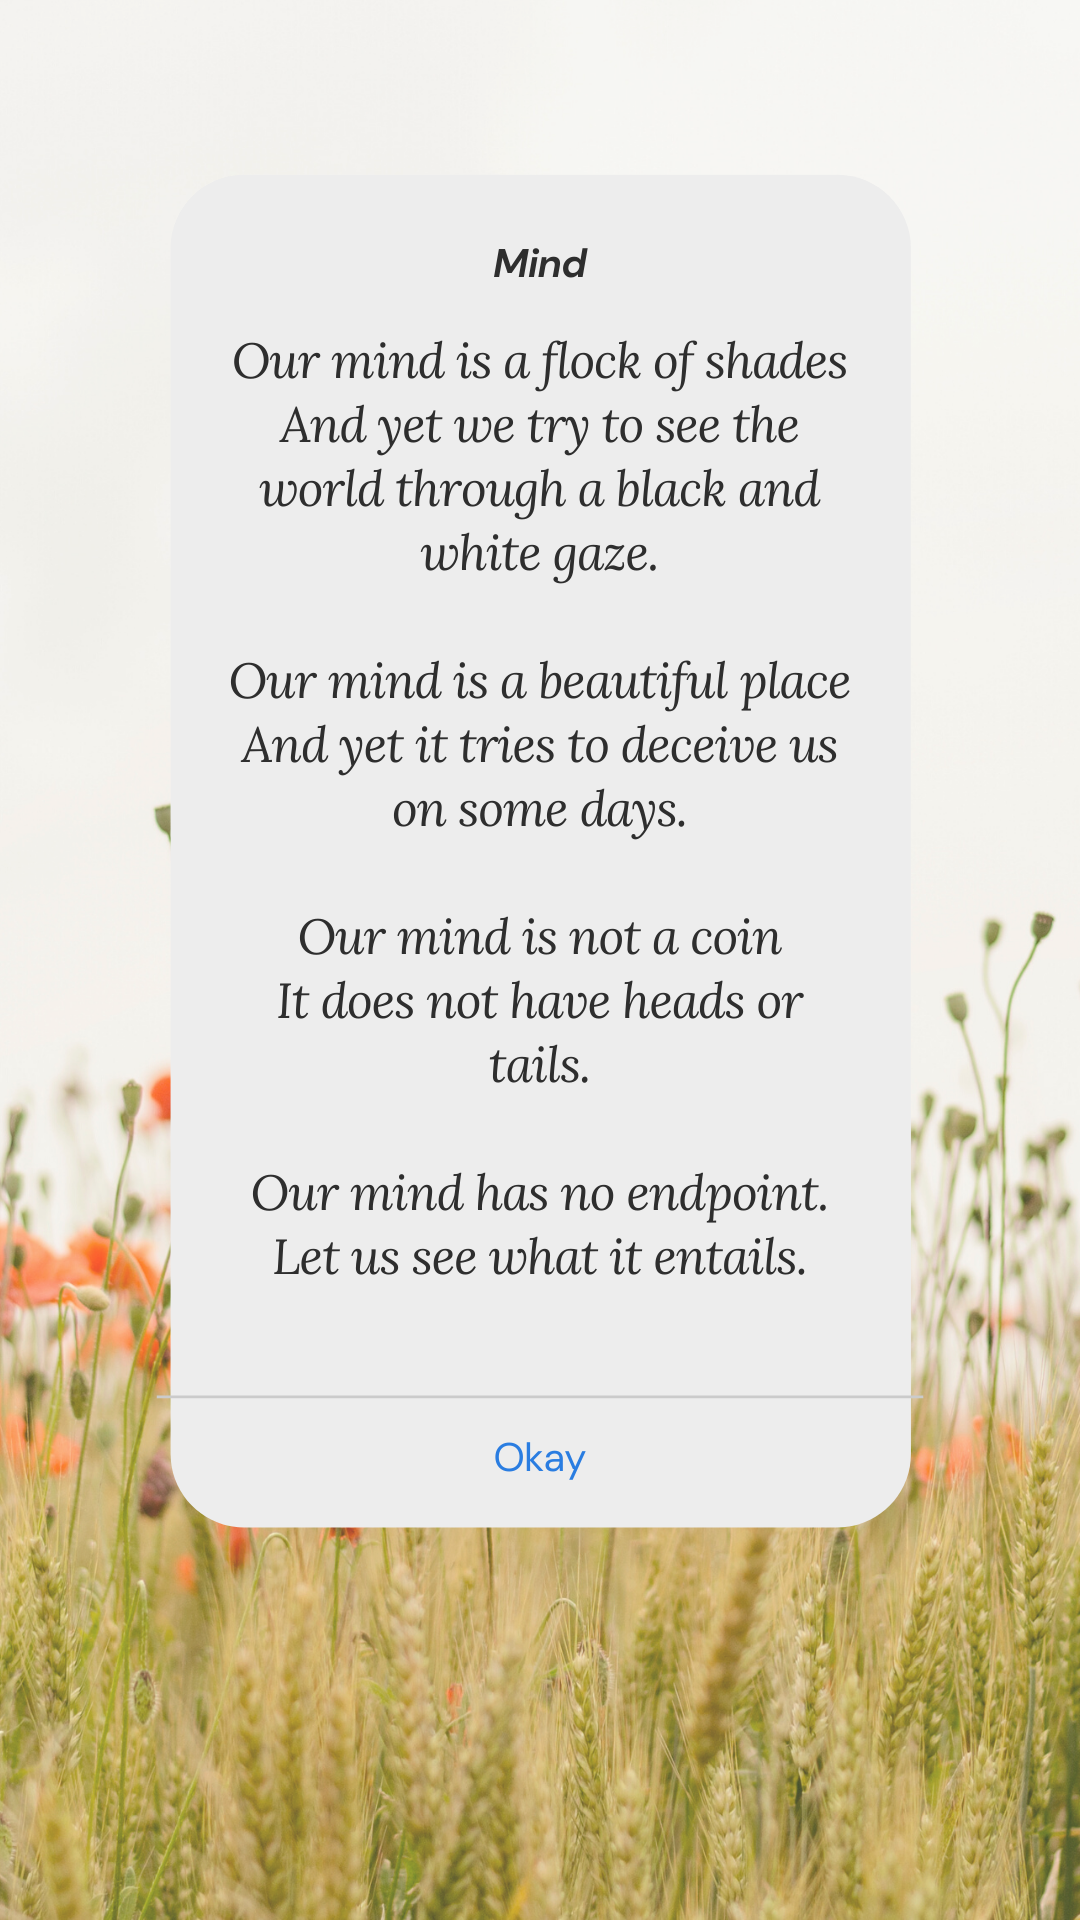 Mind
Our mind is a flock of shades
And yet we try to see the
world through a black and
white gaze.
Our mind is a beautiful place
And yet it tries to deceive us
on some days.
Our mind is not a coin
It does not have heads or
tails.
Our mind has no endpoint.
Let us see what it entails.
Okay